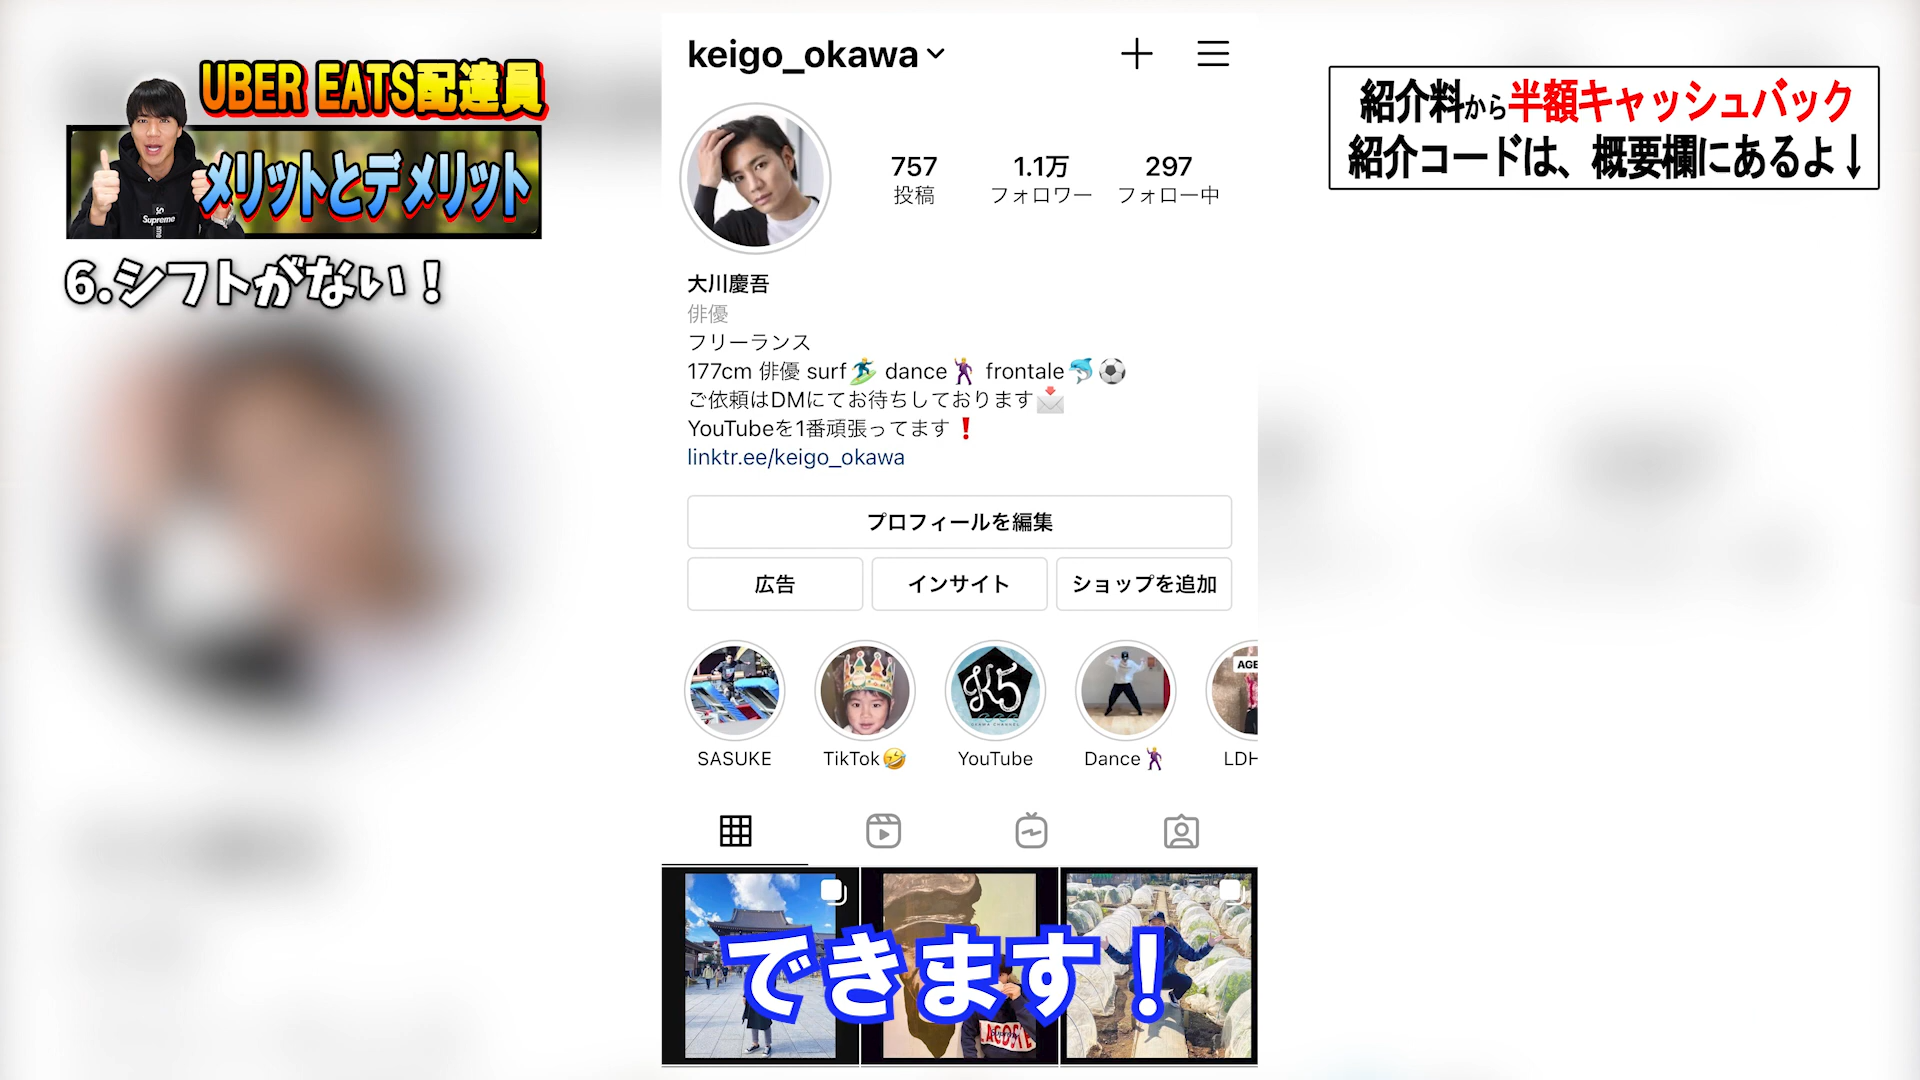 UBER EATS配達員
メリットとデメリット
Supreme
6.シフトがない！
keigo_okawa
757
投稿
1.1万
フォロワー
297
フォロー中
大川慶吾
俳優
フリーランス
177cm 俳優 surf🏄 dance🕺 frontale🐬⚽
ご依頼はDMにてお待ちしております📩
YouTubeを1番頑張ってます❗
linktr.ee/keigo_okawa
プロフィールを編集
広告
インサイト
ショップを追加
K5
AGE
SASUKE
TikTok🤣
YouTube
Dance🕺
LDH
できます！
Supreme
LACOSTE
紹介料から半額キャッシュバック
紹介コードは、概要欄にあるよ↓